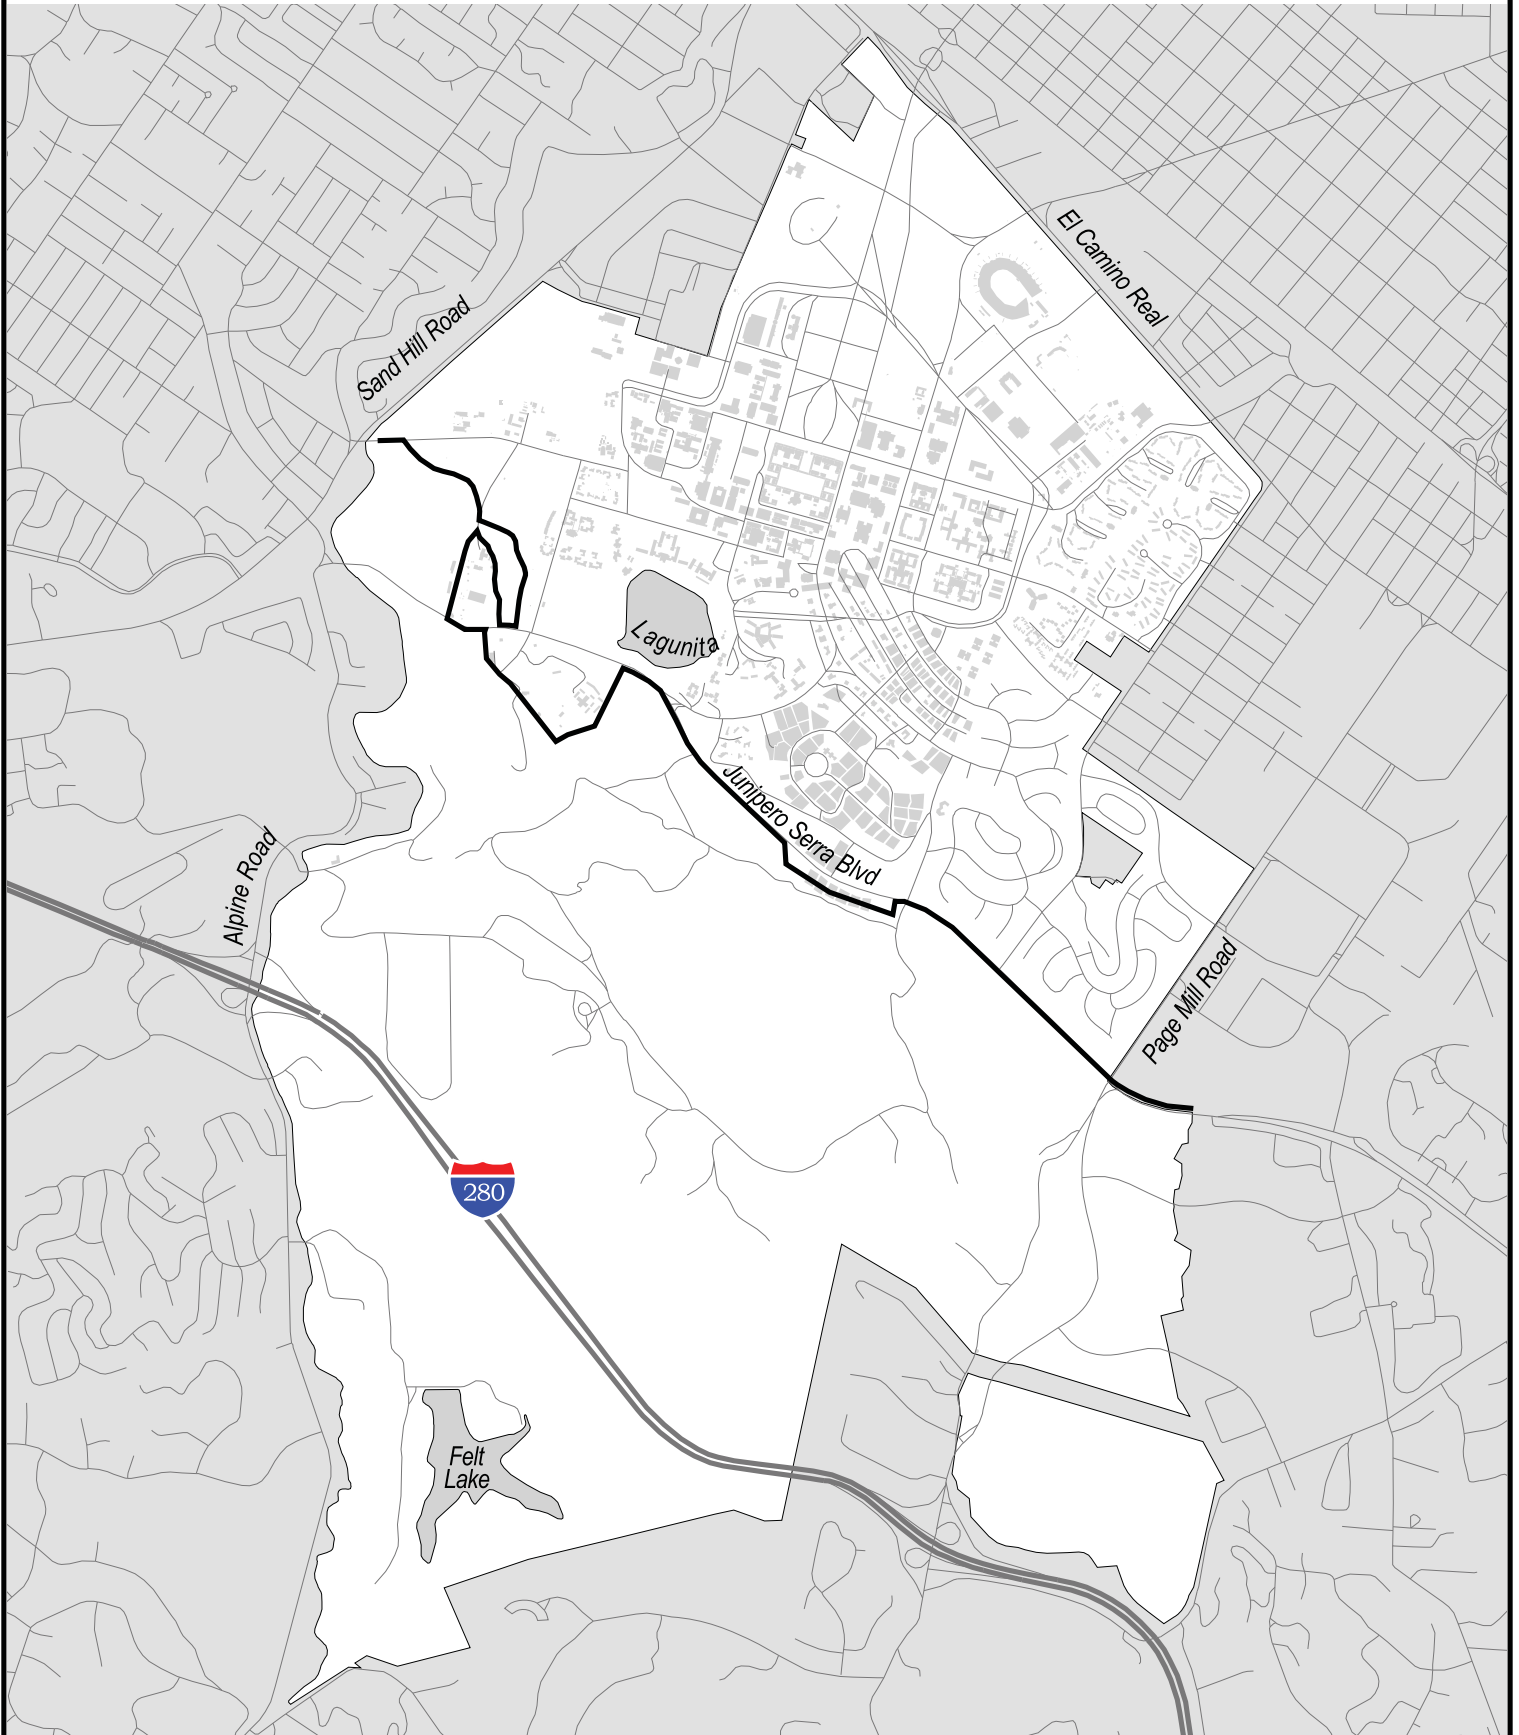 El Camino Real
Sand Hill Road
Lagunita
Junipero Serra Blvd
Alpine Road
Page Mill Road
280
Felt
Lake